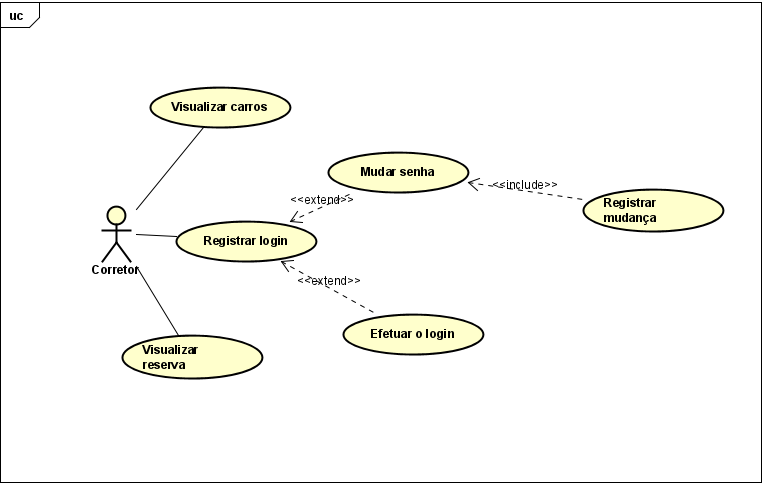 uc
Visualizar carros
Mudar senha
<<extend>>
<<include>>
Registrar
mudança
Registrar login
Corretor
<<extend>>
Efetuar o login
Visualizar
reserva